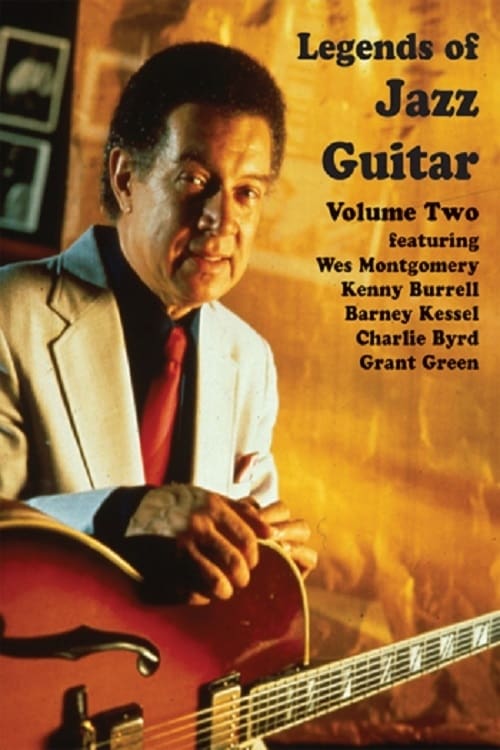 Legends of
Jazz
Guitar
Volume Two
featuring
Wes Montgomery
Kenny Burrell
Barney Kessel
Charlie Byrd
Grant Green